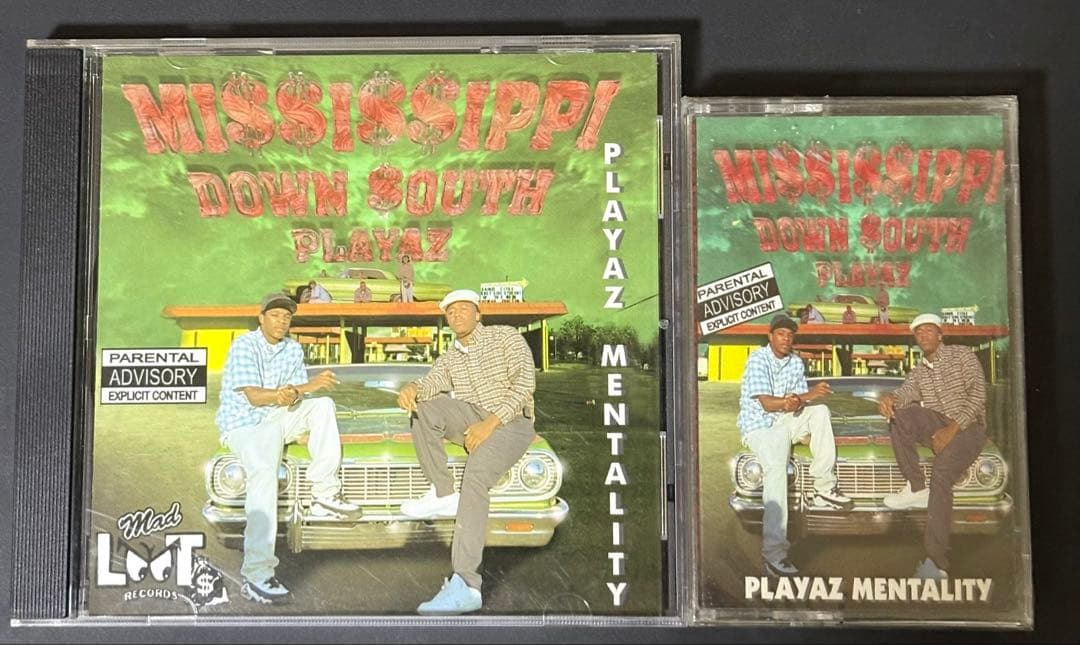 MI$$I$$IPPI
DOWN $OUTH
PLAYAZ
PLAYAZ MENTALITY
PARENTAL
ADVISORY
EXPLICIT CONTENT
Mad
LOOT
RECORDS
$
MI$$I$$IPPI
DOWN $OUTH
PLAYAZ
PARENTAL
ADVISORY
EXPLICIT CONTENT
PLAYAZ MENTALITY